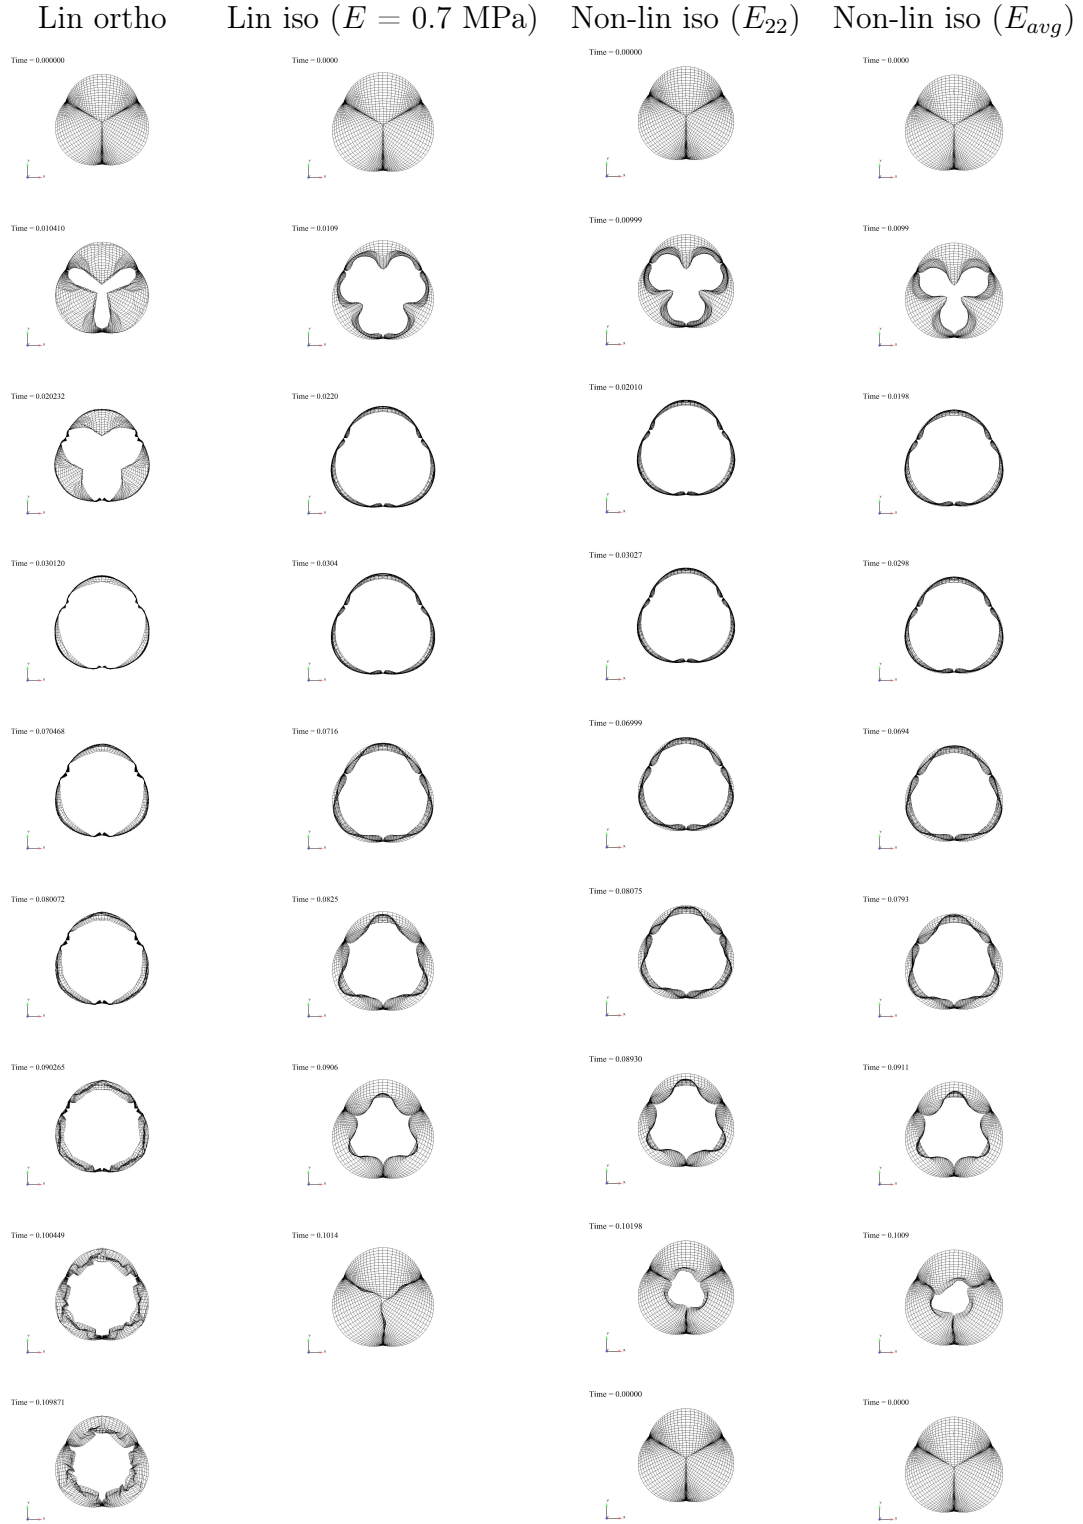 Lin ortho Lin iso (E = 0.7 MPa) Non-lin iso (E22) Non-lin iso (Eavg)
Time = 0.000000 Time = 0.0000 Time = 0.00000 Time = 0.0000
Time = 0.010410 Time = 0.0109 Time = 0.00999 Time = 0.0099
Time = 0.020232 Time = 0.0220 Time = 0.02010 Time = 0.0198
Time = 0.030120 Time = 0.0304 Time = 0.03027 Time = 0.0298
Time = 0.070468 Time = 0.0716 Time = 0.06999 Time = 0.0694
Time = 0.080072 Time = 0.0825 Time = 0.08075 Time = 0.0793
Time = 0.090265 Time = 0.0906 Time = 0.08930 Time = 0.0911
Time = 0.100449 Time = 0.1014 Time = 0.10198 Time = 0.1009
Time = 0.109871 Time = 0.00000 Time = 0.0000